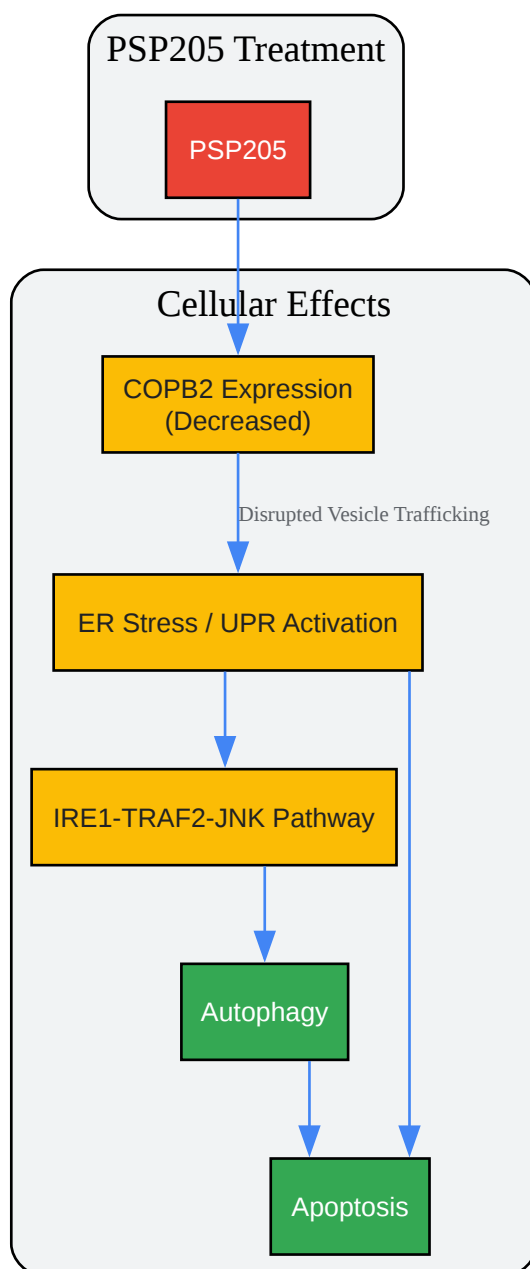 PSP205 Treatment
PSP205
Cellular Effects
COPB2 Expression
(Decreased)
Disrupted Vesicle Trafficking
ER Stress / UPR Activation
IRE1-TRAF2-JNK Pathway
Autophagy
Apoptosis